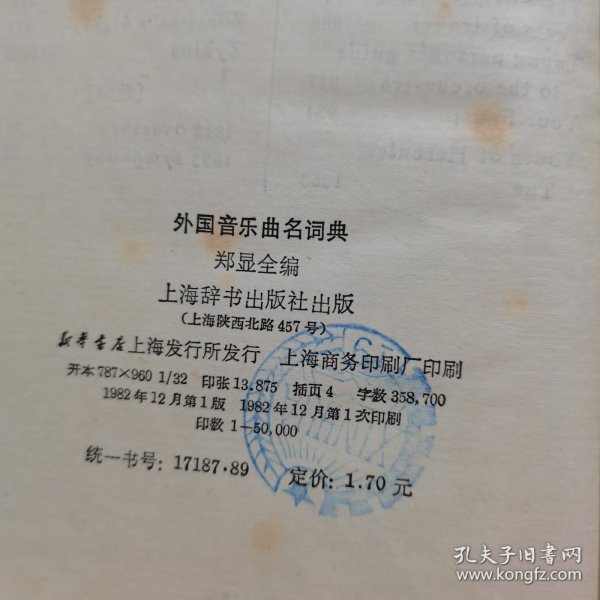 外国音乐曲名词典
郑显全编
上海辞书出版社出版
(上海陕西北路457号)
新华书店上海发行所发行 上海商务印刷厂印刷
开本787×960 1/32 印张13.875 插页4 字数358,700
1982年12月第1版 1982年12月第1次印刷
印数 1—50,000
统一书号:17187·89 定价:1.70元
孔夫子旧书网
www.kongfz.com